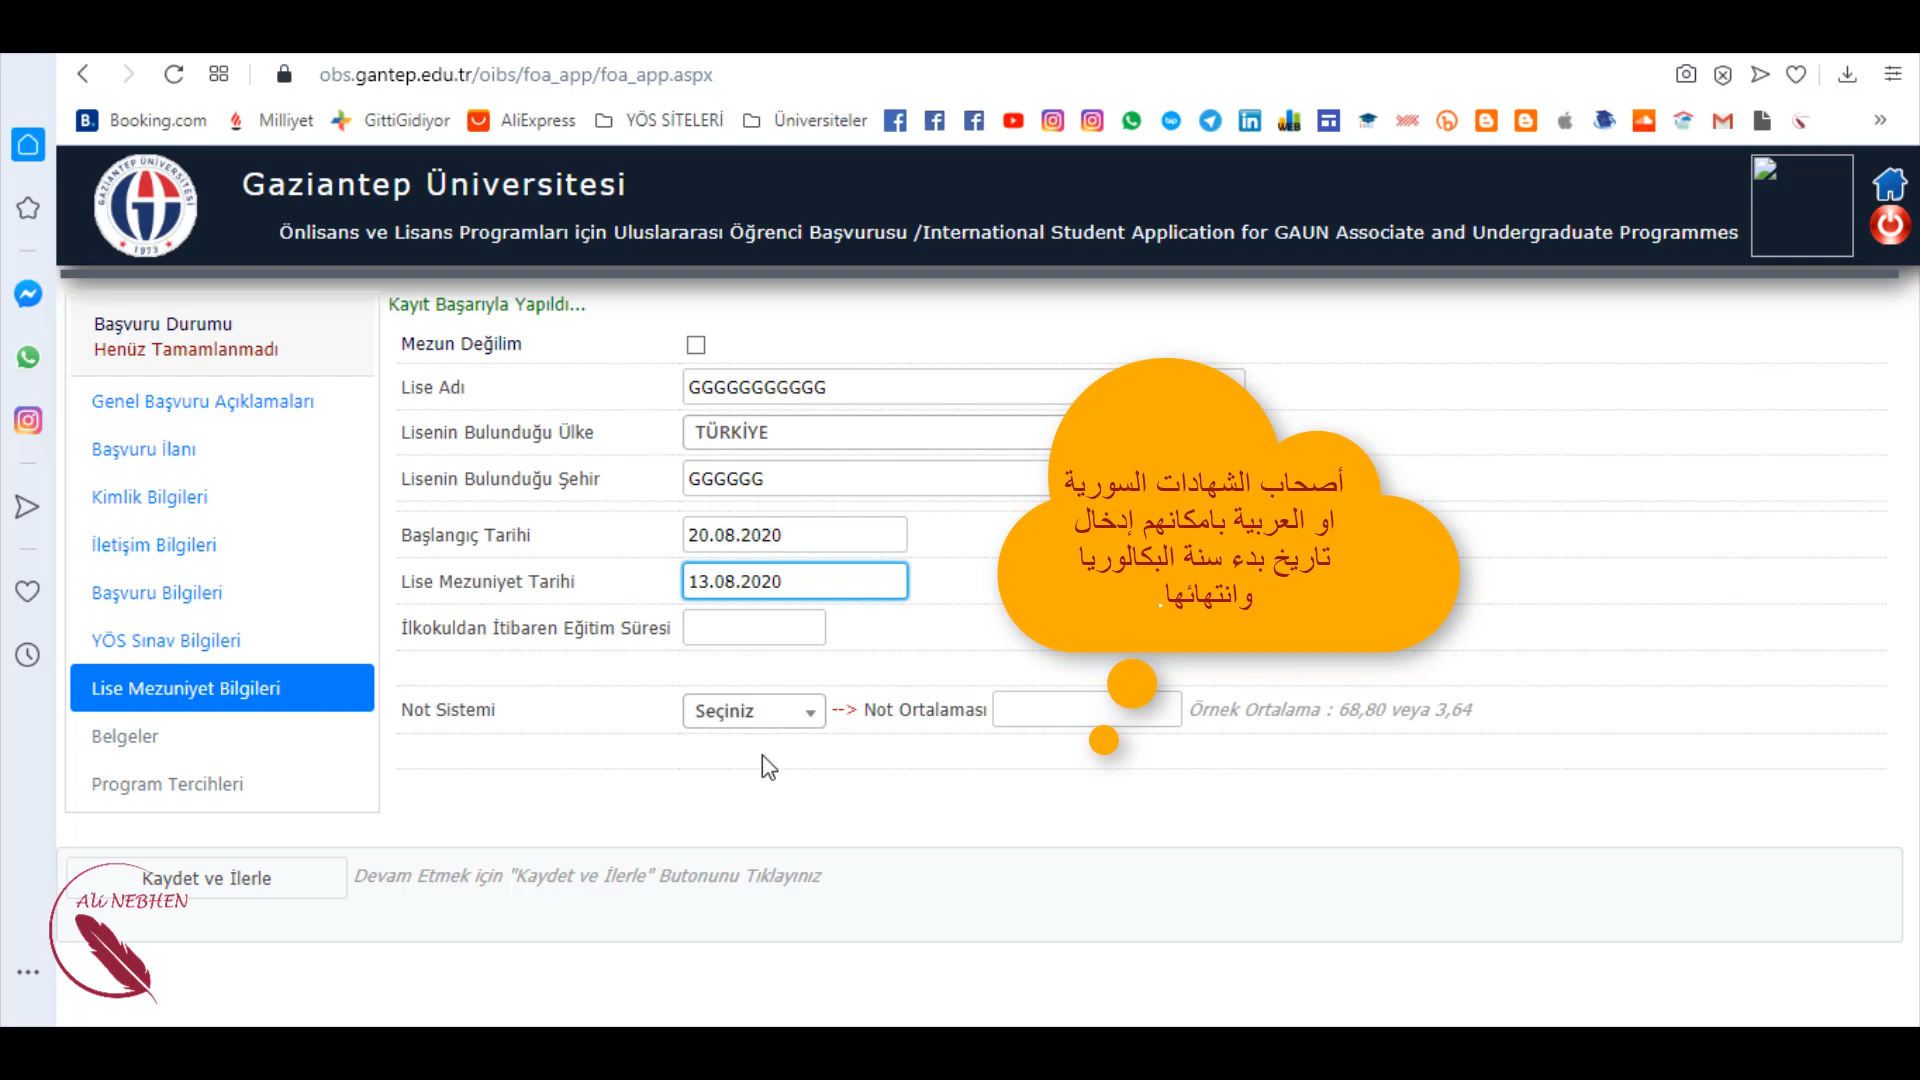 obs.gantep.edu.tr/oibs/foa_app/foa_app.aspx
Booking.com Milliyet GittiGidiyor AliExpress YÖS SİTELERİ Üniversiteler
Gaziantep Üniversitesi
Önlisans ve Lisans Programları için Uluslararası Öğrenci Başvurusu /International Student Application for GAUN Associate and Undergraduate Programmes
GAZİANTEP ÜNİVERSİTESİ
1973
Başvuru Durumu
Henüz Tamamlanmadı
Genel Başvuru Açıklamaları
Başvuru İlanı
Kimlik Bilgileri
İletişim Bilgileri
Başvuru Bilgileri
YÖS Sınav Bilgileri
Lise Mezuniyet Bilgileri
Belgeler
Program Tercihleri
Kayıt Başarıyla Yapıldı...
Mezun Değilim
Lise Adı GGGGGGGGGGG
Lisenin Bulunduğu Ülke TÜRKİYE
Lisenin Bulunduğu Şehir GGGGGG
Başlangıç Tarihi 20.08.2020
Lise Mezuniyet Tarihi 13.08.2020
İlkokuldan İtibaren Eğitim Süresi
Not Sistemi Seçiniz --> Not Ortalaması Örnek Ortalama : 68,80 veya 3,64
أصحاب الشهادات السورية
او العربية بامكانهم إدخال
تاريخ بدء سنة البكالوريا
وانتهائها.
Kaydet ve İlerle Devam Etmek için "Kaydet ve İlerle" Butonunu Tıklayınız
Ali NEBHEN